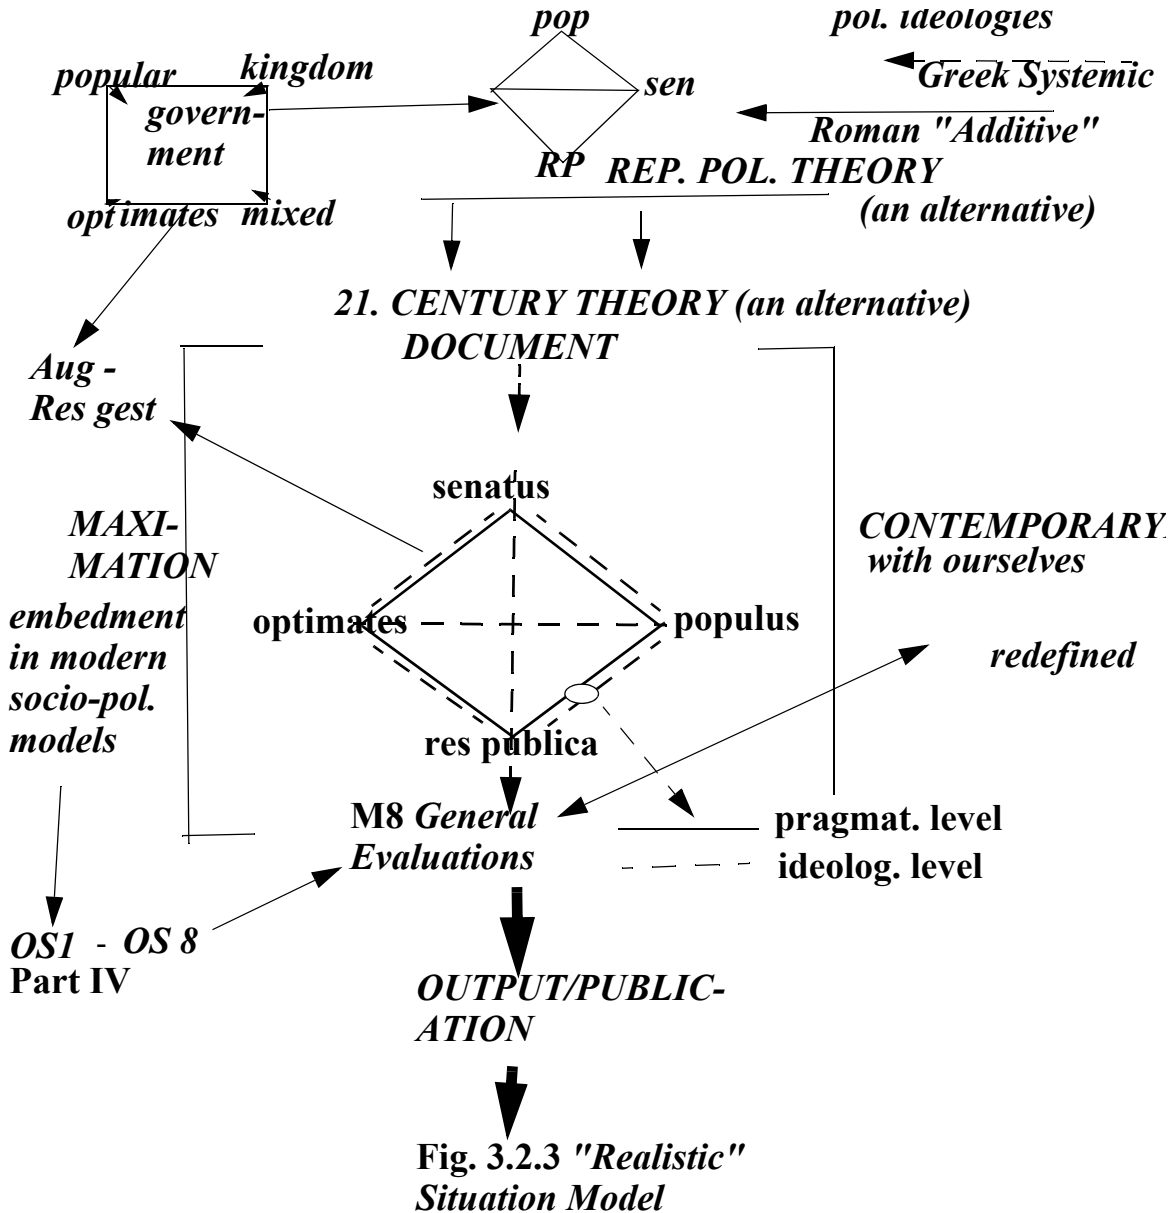 pop
pol. ideologies
popular
kingdom
sen
Greek Systemic
govern-
ment
Roman "Additive"
RP
REP. POL. THEORY
optimates
mixed
(an alternative)
21. CENTURY THEORY (an alternative)
DOCUMENT
Aug -
Res gest
senatus
MAXI-
MATION
CONTEMPORARY
with ourselves
embedment
in modern
socio-pol.
models
optimates
populus
redefined
res publica
M8 General
Evaluations
pragmat. level
ideolog. level
OS1 - OS 8
Part IV
OUTPUT/PUBLIC-
ATION
Fig. 3.2.3 "Realistic"
Situation Model